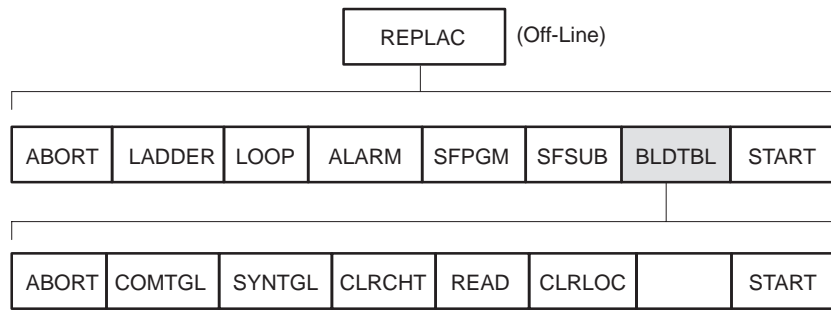 REPLAC (Off-Line)
ABORT LADDER LOOP ALARM SFPGM SFSUB BLDTBL START
ABORT COMTGL SYNTGL CLRCHT READ CLRLOC START